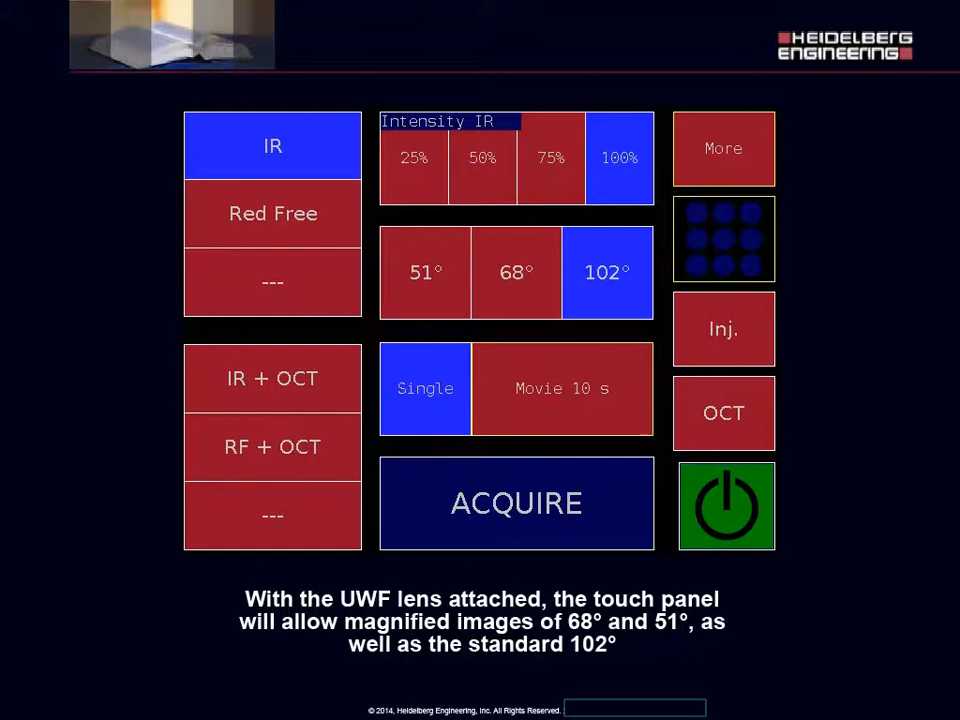 HEIDELBERG
ENGINEERING
IR
Red Free
---
IR + OCT
RF + OCT
---
Intensity IR
25% 50% 75% 100%
51° 68° 102°
Single Movie 10 s
ACQUIRE
More
Inj.
OCT
With the UWF lens attached, the touch panel
will allow magnified images of 68° and 51°, as
well as the standard 102°
© 2014, Heidelberg Engineering, Inc. All Rights Reserved.